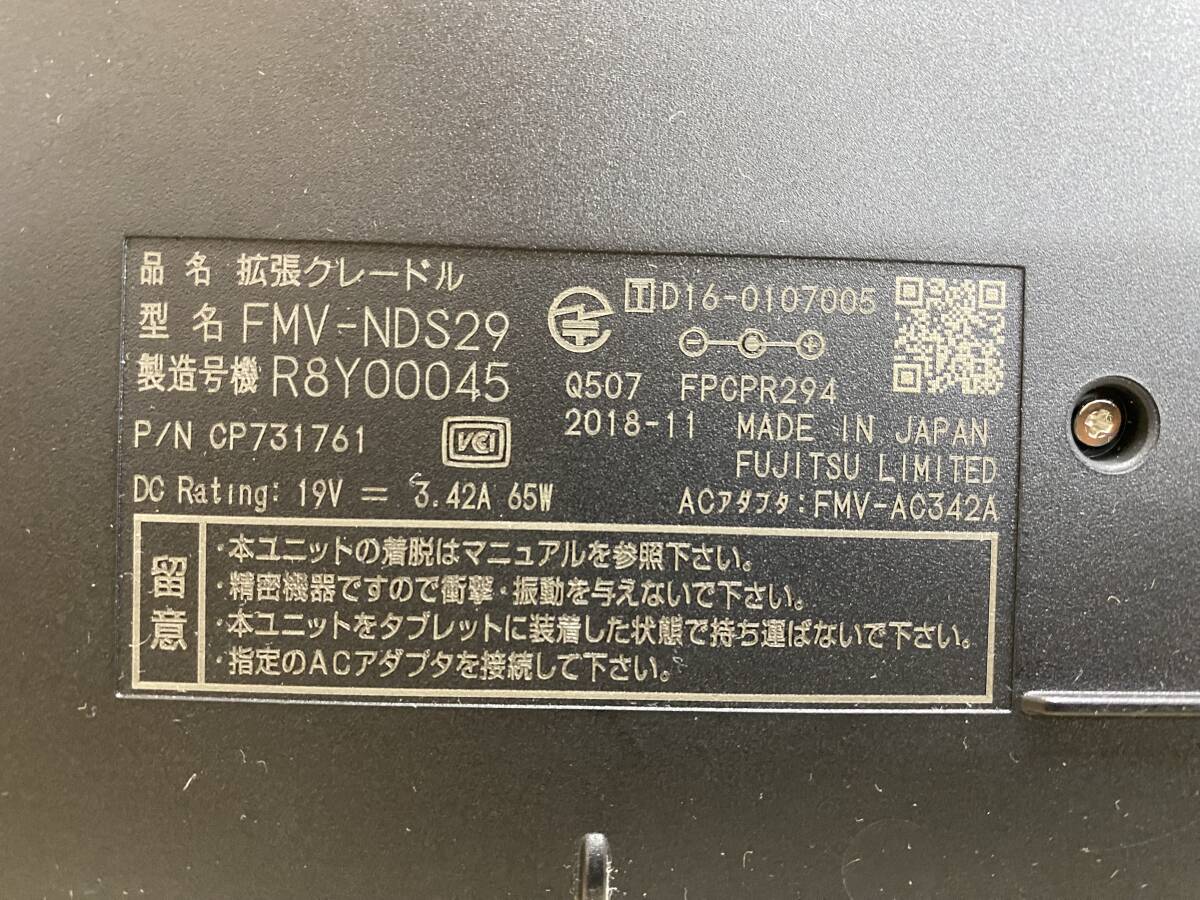 品名 拡張クレードル
型名 FMV-NDS29
製造号機 R8Y00045
P/N CP731761
VCI
DC Rating: 19V ⎓ 3.42A 65W
T D16-0107005
Q507 FPCPR294
2018-11 MADE IN JAPAN
FUJITSU LIMITED
ACアダプタ:FMV-AC342A
留意
・本ユニットの着脱はマニュアルを参照下さい。
・精密機器ですので衝撃・振動を与えないで下さい。
・本ユニットをタブレットに装着した状態で持ち運ばないで下さい。
・指定のACアダプタを接続して下さい。